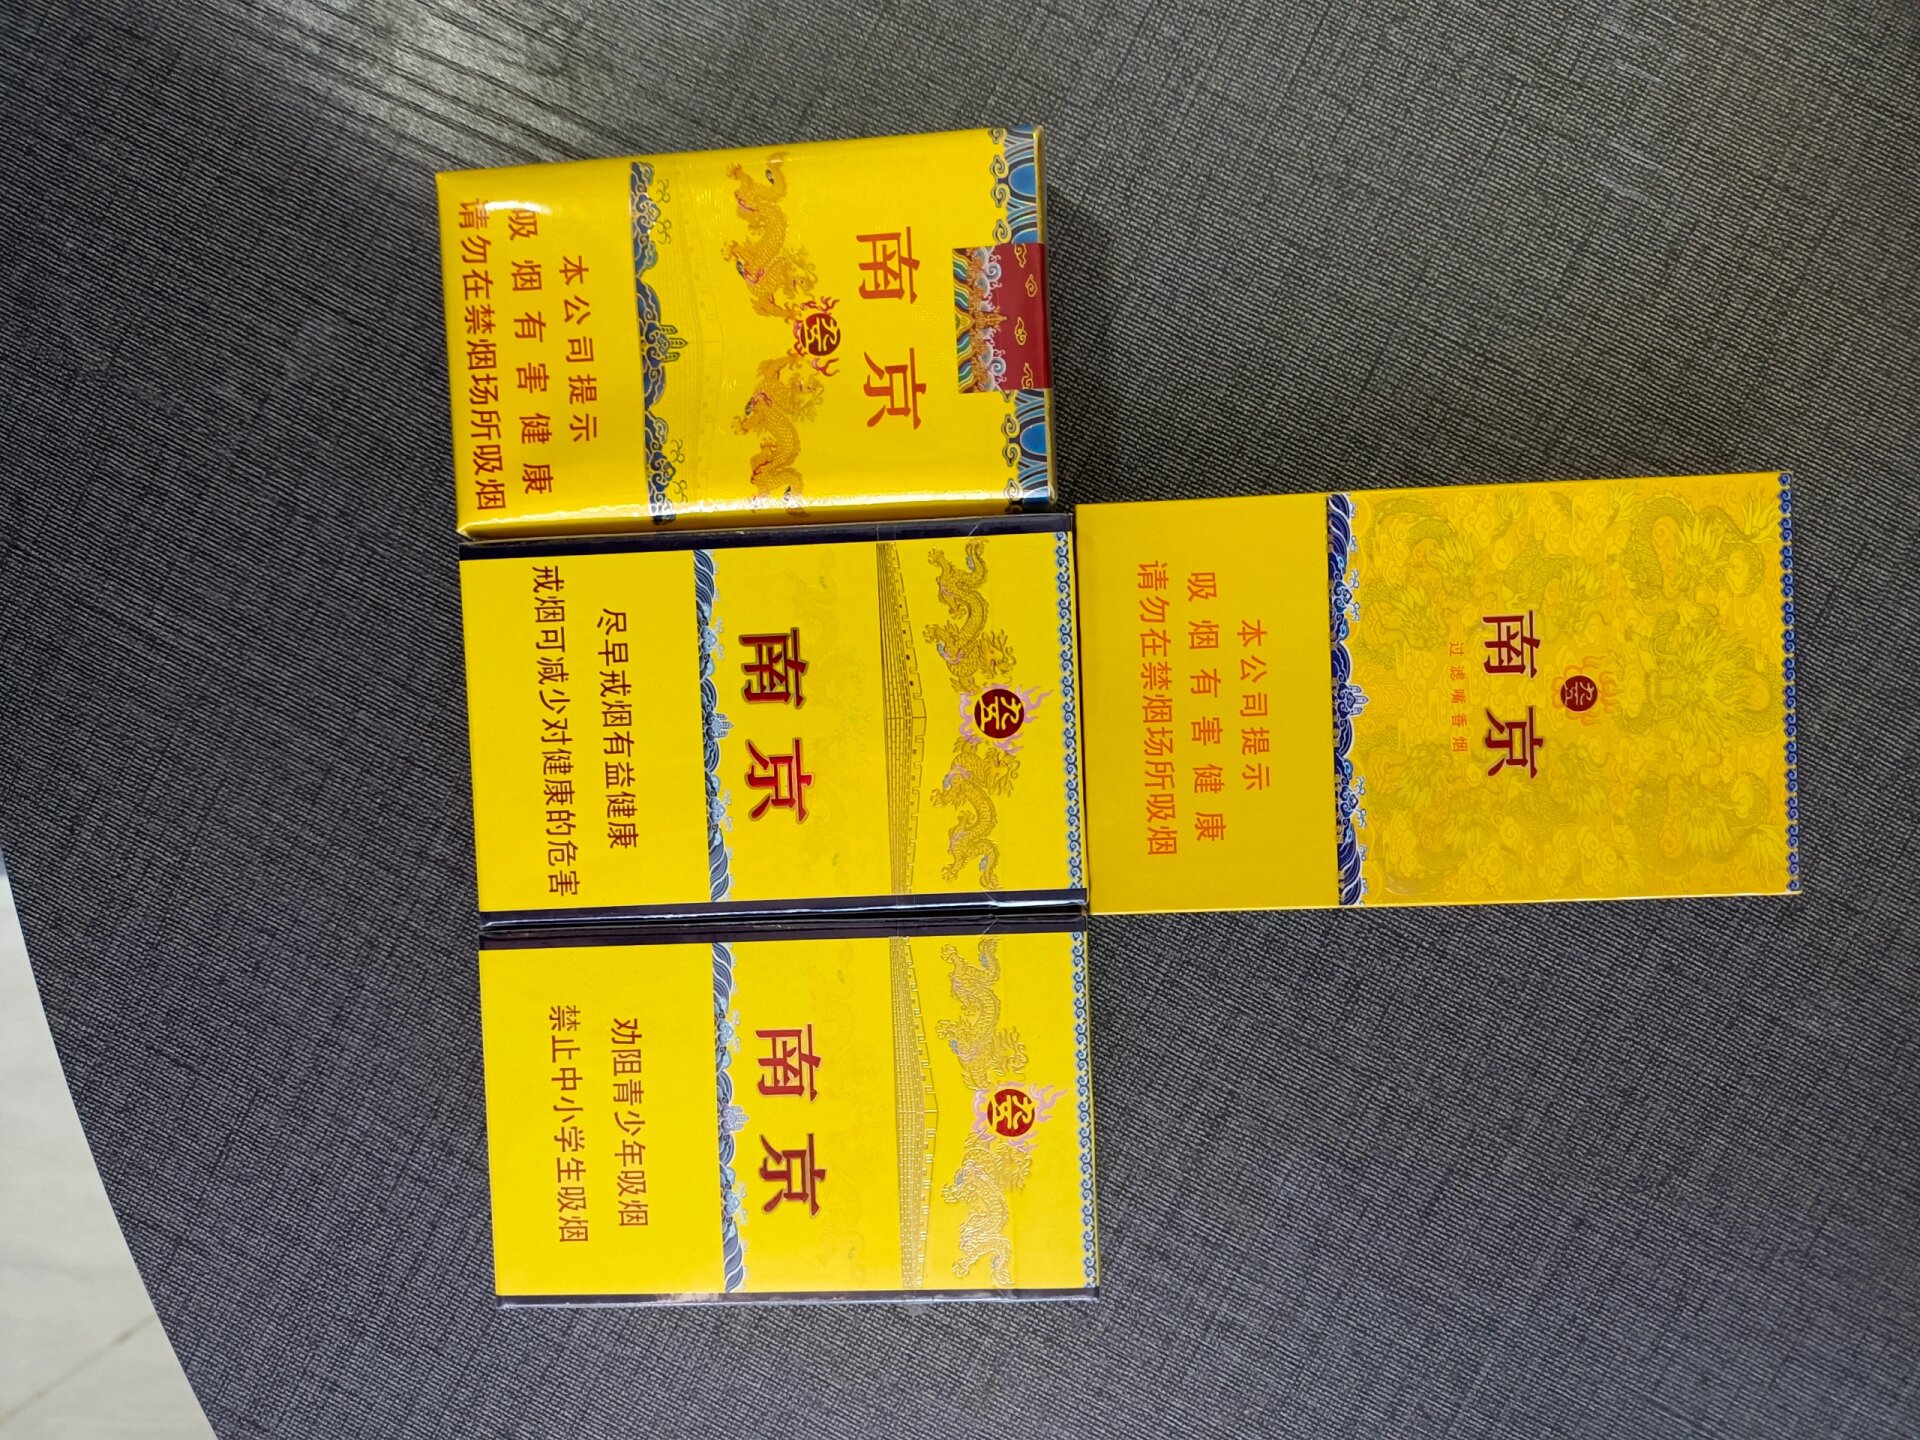 南京
本公司提示
吸烟有害健康
请勿在禁烟场所吸烟
南京
尽早戒烟有益健康
戒烟可减少对健康的危害
南京
劝阻青少年吸烟
禁止中小学生吸烟
南京
过滤嘴香烟
本公司提示
吸烟有害健康
请勿在禁烟场所吸烟